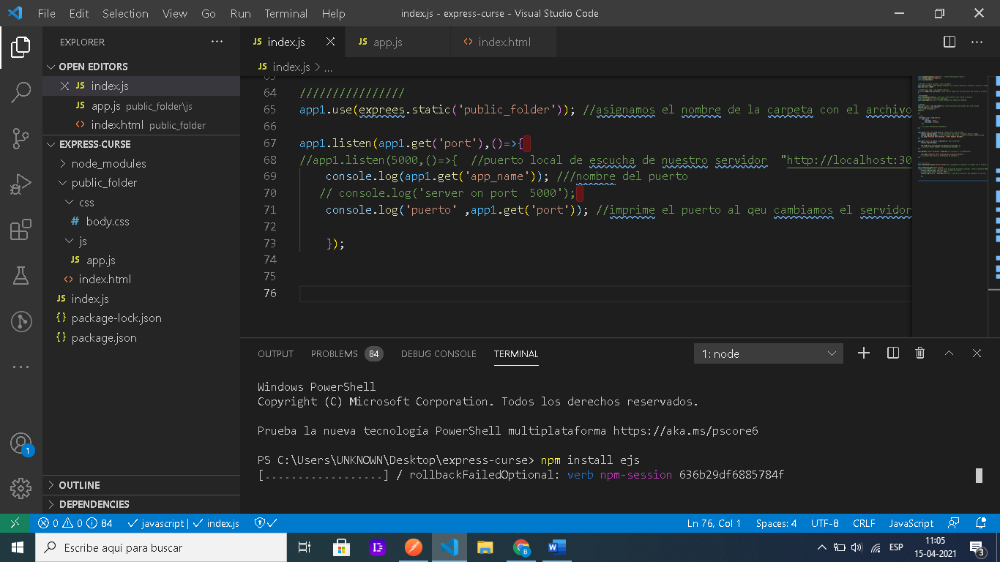 File Edit Selection View Go Run Terminal Help
index.js - express-curse - Visual Studio Code
EXPLORER
OPEN EDITORS
JS index.js
JS app.js public_folder\js
<> index.html public_folder
EXPRESS-CURSE
node_modules
public_folder
css
# body.css
js
JS app.js
<> index.html
JS index.js
{} package-lock.json
{} package.json
OUTLINE
DEPENDENCIES
1
JS index.js
JS app.js
<> index.html
JS index.js > ...
64 ////////////////
65 app1.use(exprees.static('public_folder')); //asignamos el nombre de la carpeta con el archivo
66
67 app1.listen(app1.get('port'),()=>{
68 //app1.listen(5000,()=>{  //puerto local de escucha de nuestro servidor  "http://localhost:30
69 console.log(app1.get('app_name')); ///nombre del puerto
70 // console.log('server on port  5000');
71 console.log('puerto' ,app1.get('port')); //imprime el puerto al qeu cambiamos el servidor
72
73 });
74
75
76
OUTPUT PROBLEMS 84 DEBUG CONSOLE TERMINAL
1: node
Windows PowerShell
Copyright (C) Microsoft Corporation. Todos los derechos reservados.
Prueba la nueva tecnología PowerShell multiplataforma https://aka.ms/pscore6
PS C:\Users\UNKNOWN\Desktop\express-curse> npm install ejs
[..................] / rollbackFailedOptional: verb npm-session 636b29df6885784f
0 0 84 javascript | index.js
Ln 76, Col 1 Spaces: 4 UTF-8 CRLF JavaScript
Escribe aquí para buscar
ESP
11:05
15-04-2021
3